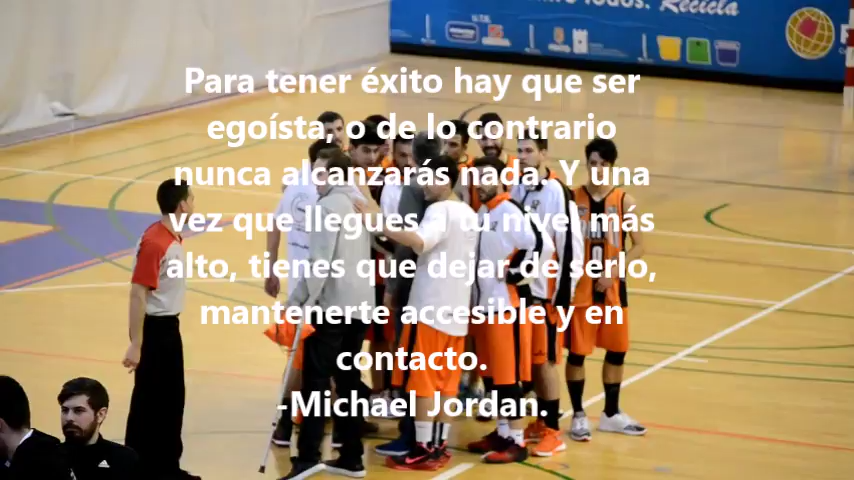 Todos. Recicla
Para tener éxito hay que ser
egoísta, o de lo contrario
nunca alcanzarás nada. Y una
vez que llegues a tu nivel más
alto, tienes que dejar de serlo,
mantenerte accesible y en
contacto.
-Michael Jordan.